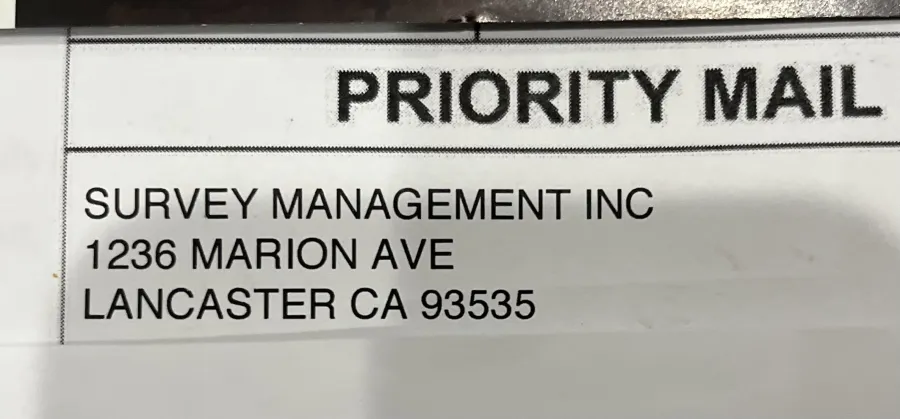 PRIORITY MAIL
SURVEY MANAGEMENT INC
1236 MARION AVE
LANCASTER CA 93535